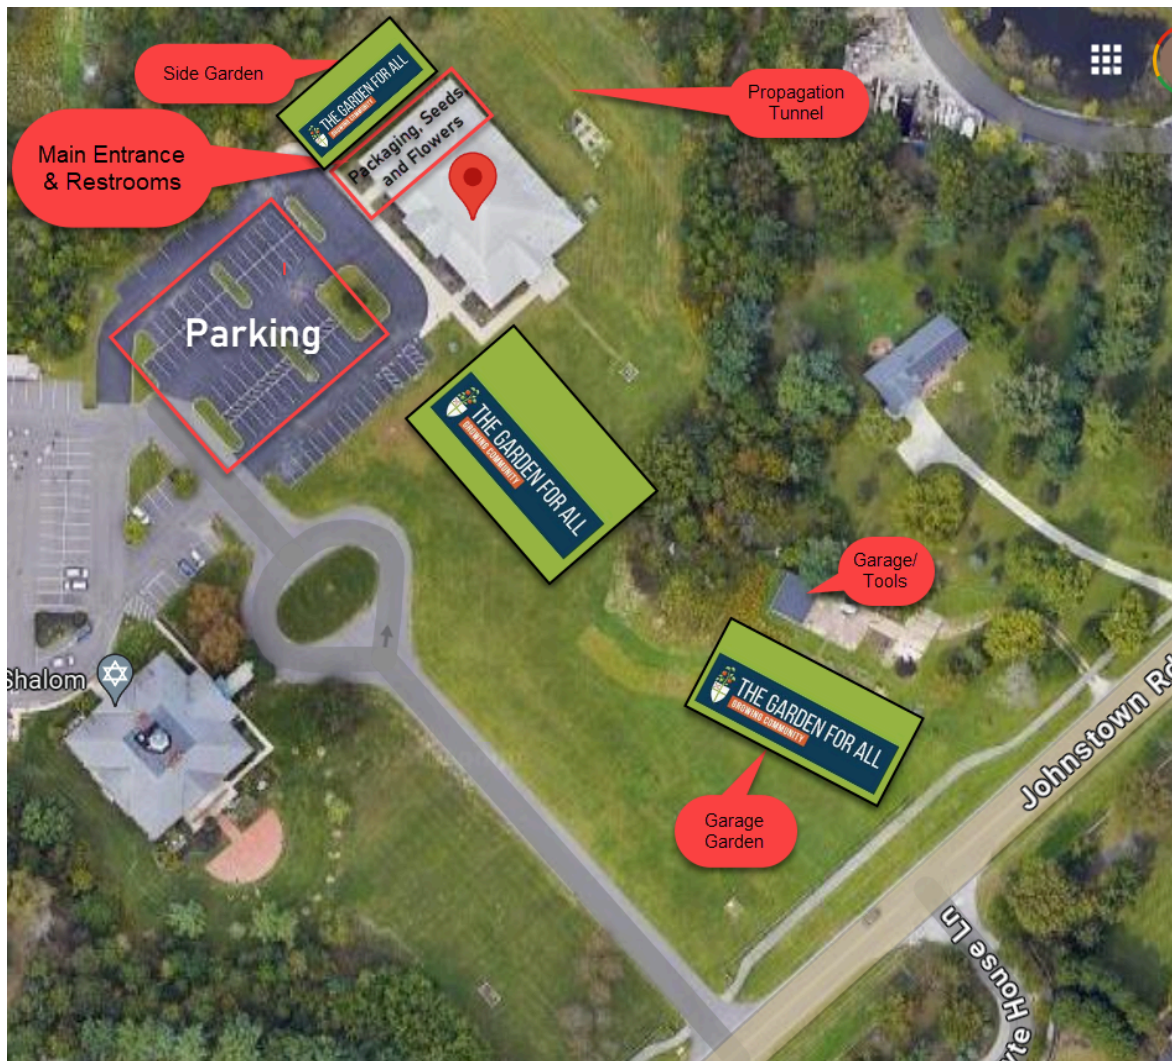 Side Garden
THE GARDEN FOR ALL
GROWING COMMUNITY
Propagation
Tunnel
Main Entrance
& Restrooms
Packaging, Seeds,
and Flowers
Parking
THE GARDEN FOR ALL
GROWING COMMUNITY
Garage/
Tools
Shalom
THE GARDEN FOR ALL
GROWING COMMUNITY
Johnstown Rd
Garage
Garden
House Ln